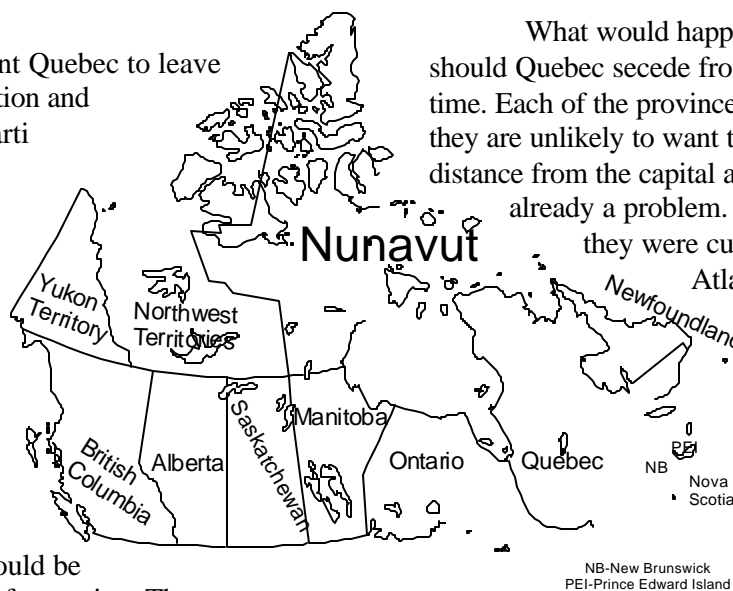 nt Quebec to leave
tion and
arti
What would happ
should Quebec secede fro
time. Each of the province
they are unlikely to want t
distance from the capital a
already a problem.
they were cu
Atla
Nunavut
Yukon
Territory
Northwest
Territories
Newfoundland
British
Columbia
Alberta
Saskatchewan
Manitoba
Ontario
Quebec
PEI
NB
Nova
Scotia
ould be
NB-New Brunswick
PEI-Prince Edward Island